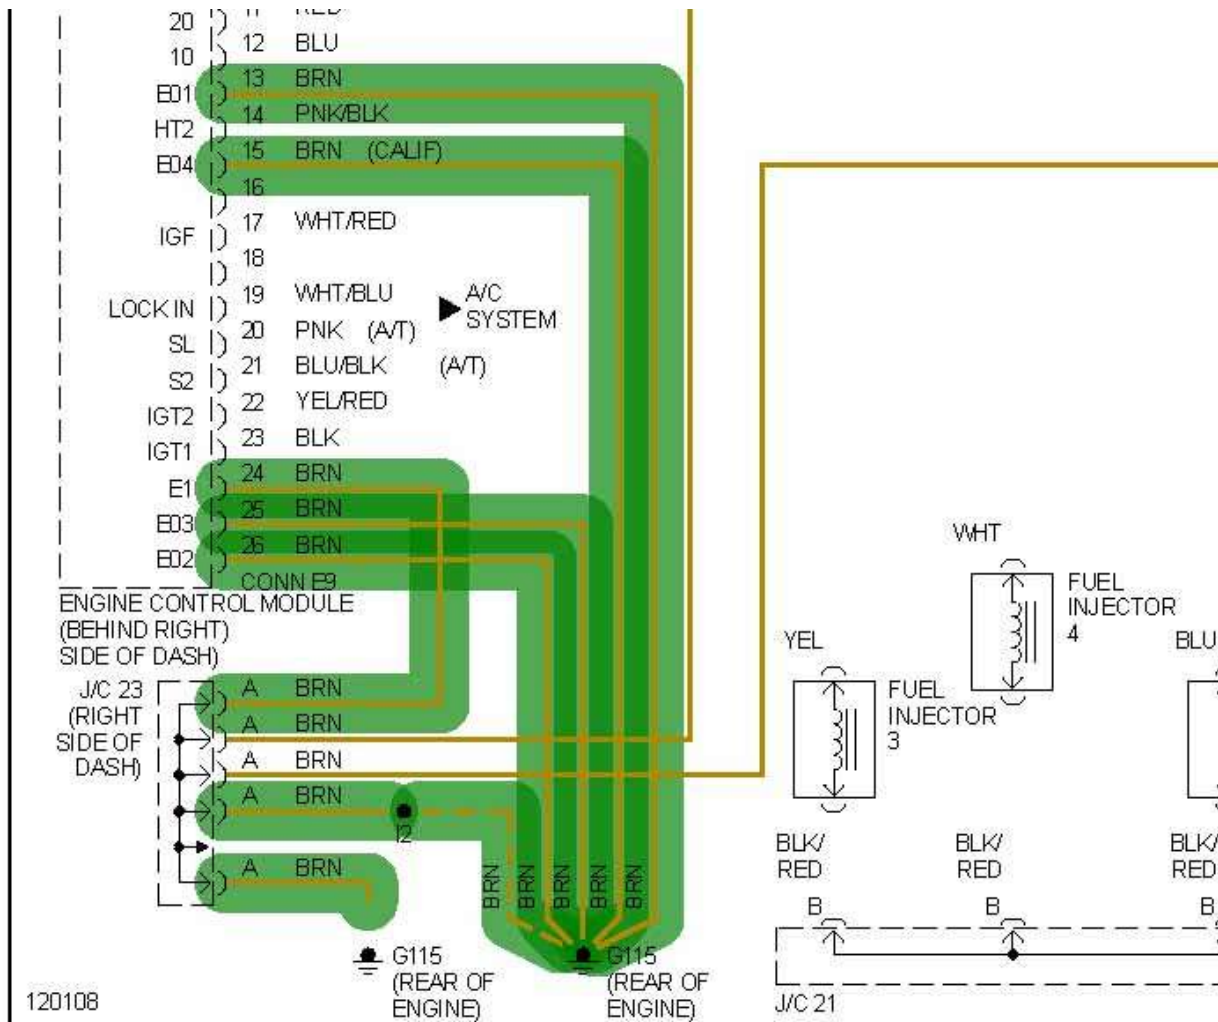 20
11 RED
10
12 BLU
E01
13 BRN
HT2
14 PNK/BLK
E04
15 BRN (CALIF)
16
IGF
17 WHT/RED
18
LOCK IN
19 WHT/BLU
A/C
SYSTEM
SL
20 PNK (A/T)
S2
21 BLU/BLK (A/T)
IGT2
22 YEL/RED
IGT1
23 BLK
E1
24 BRN
E03
25 BRN
E02
26 BRN
CONN E9
ENGINE CONTROL MODULE
(BEHIND RIGHT)
SIDE OF DASH)
J/C 23
(RIGHT
SIDE OF
DASH)
A BRN
A BRN
A BRN
A BRN
I2
A BRN
BRN
BRN
BRN
BRN
BRN
G115
(REAR OF
ENGINE)
G115
(REAR OF
ENGINE)
WHT
FUEL
INJECTOR
4
YEL
FUEL
INJECTOR
3
BLU
BLK/
RED
BLK/
RED
BLK/
RED
B
B
B
J/C 21
120108